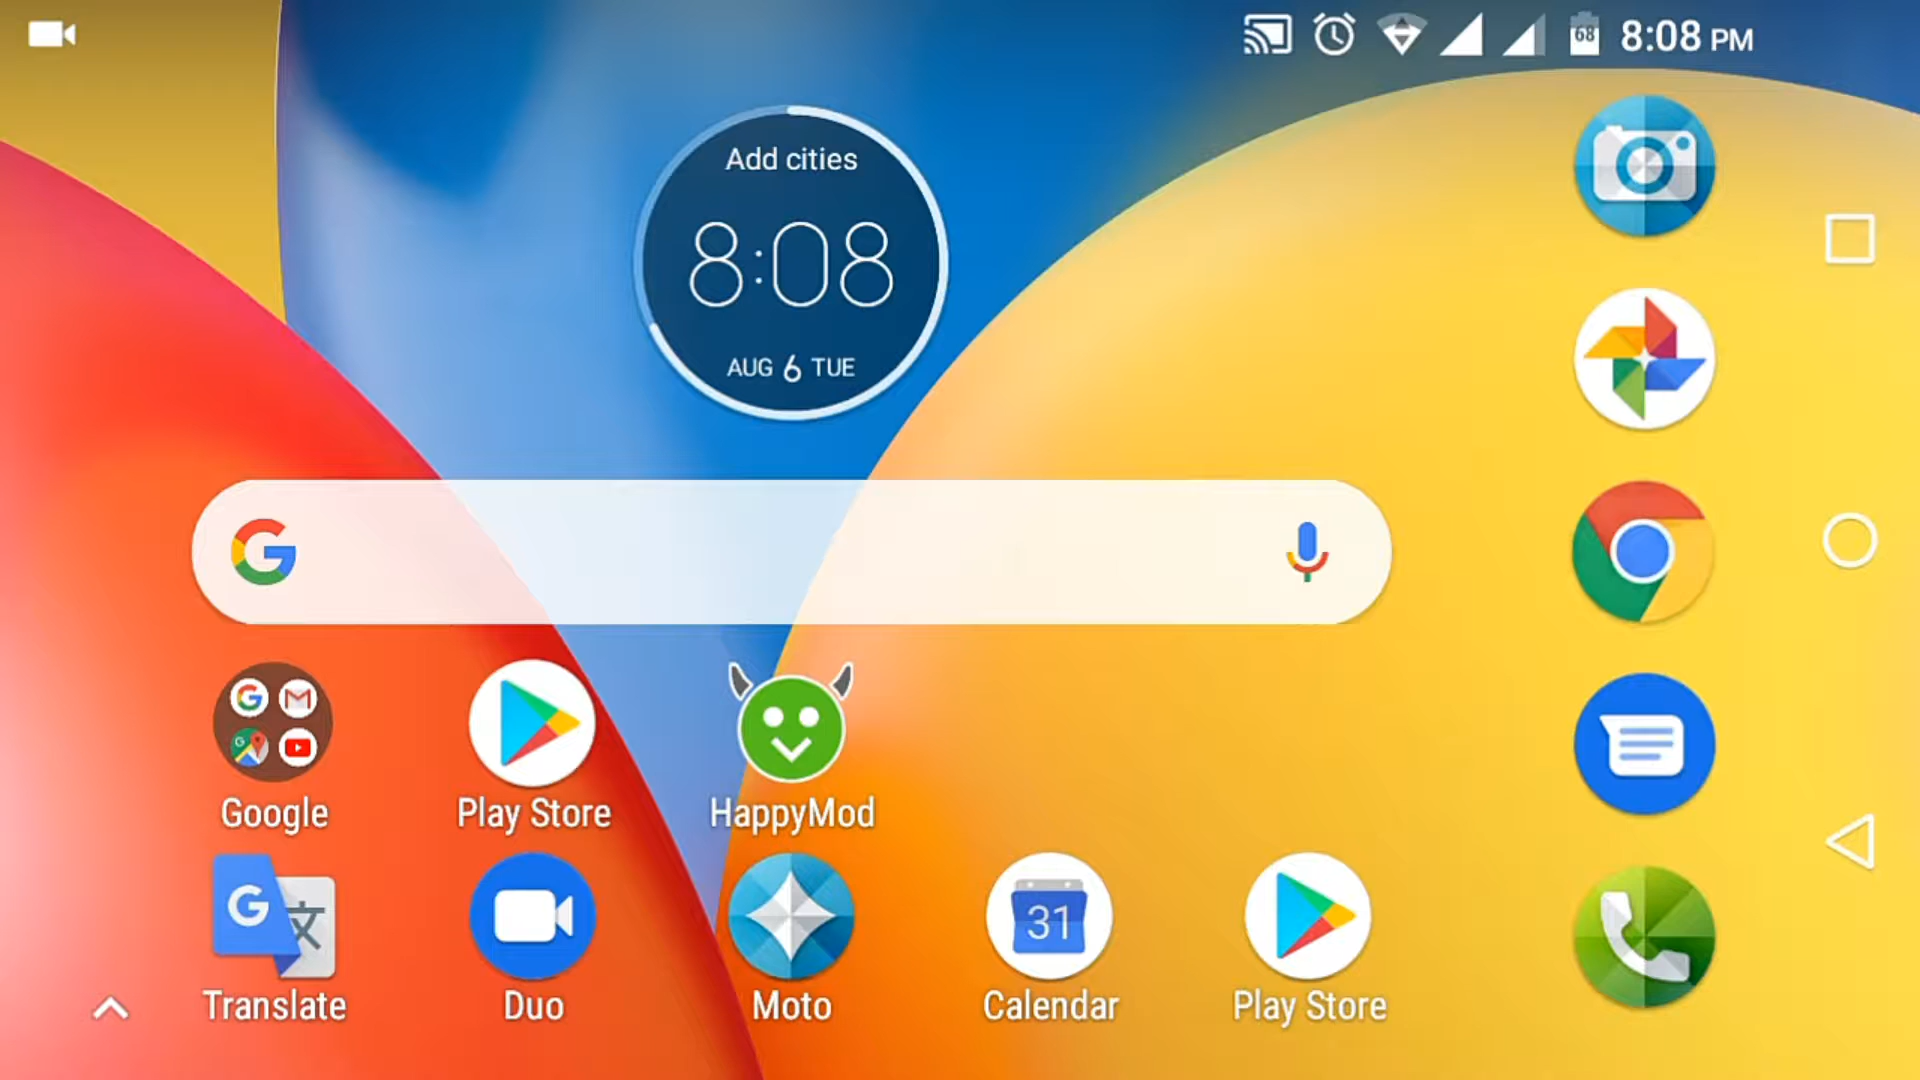 68 8:08 PM
Add cities
8:08
AUG 6 TUE
Google
Play Store
HappyMod
31
Translate
Duo
Moto
Calendar
Play Store